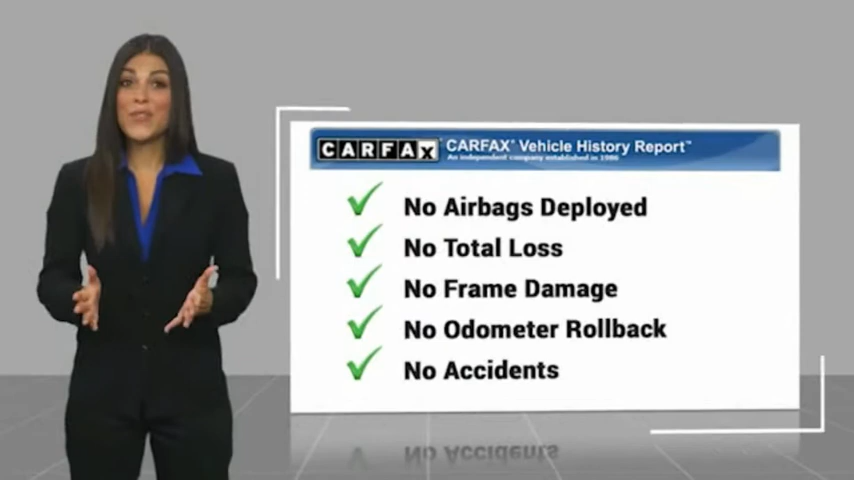 CARFAX CARFAX® Vehicle History Report™
An independent company established in 1986
No Airbags Deployed
No Total Loss
No Frame Damage
No Odometer Rollback
No Accidents
No Accidents